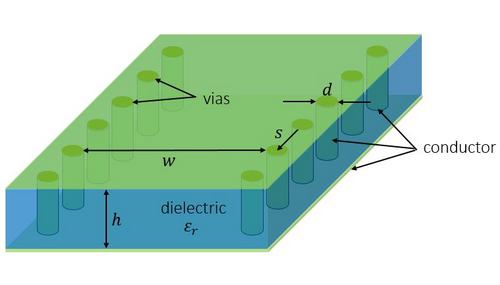 d
vias
s
conductor
w
dielectric
h
εr